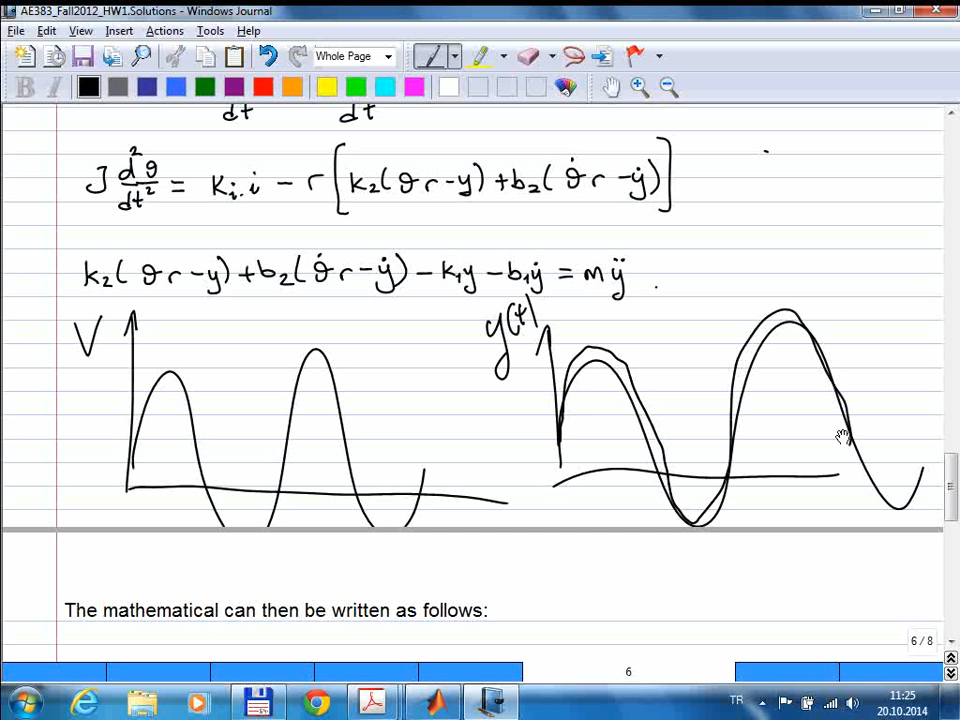 AE383_Fall2012_HW1.Solutions - Windows Journal
File Edit View Insert Actions Tools Help
Whole Page
B I
dt dt
J d²ϑ/dt² = Ki.i − r[k₂(ϑr−y)+b₂(ϑ̇r−ẏ)]
k₂(ϑr−y)+b₂(ϑ̇r−ẏ)−k₁y−b₁ẏ = mÿ
V y(t)
The mathematical can then be written as follows:
6 / 8
6
TR 11:25
20.10.2014